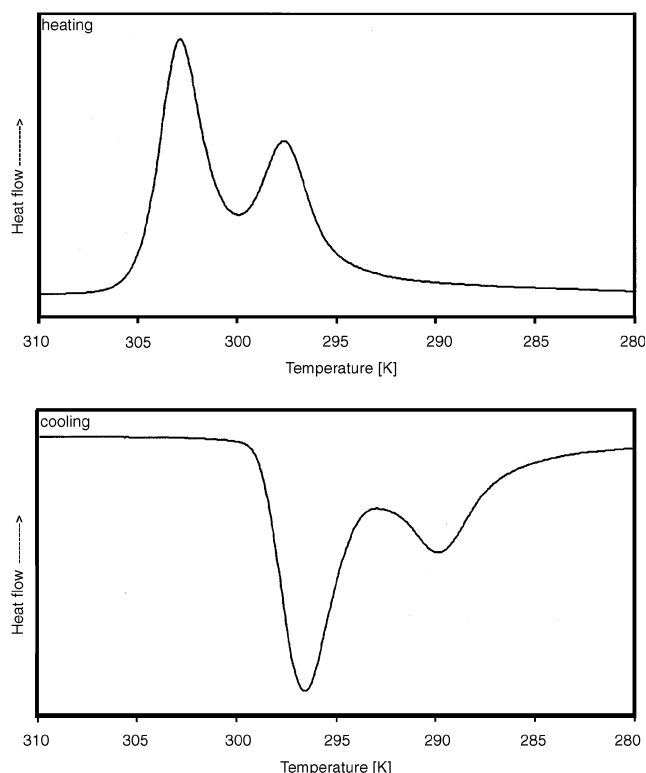 heating
Heat flow --------->
310 305 300 295 290 285 280
Temperature [K]
cooling
Heat flow --------->
310 305 300 295 290 285 280
Temperature [K]